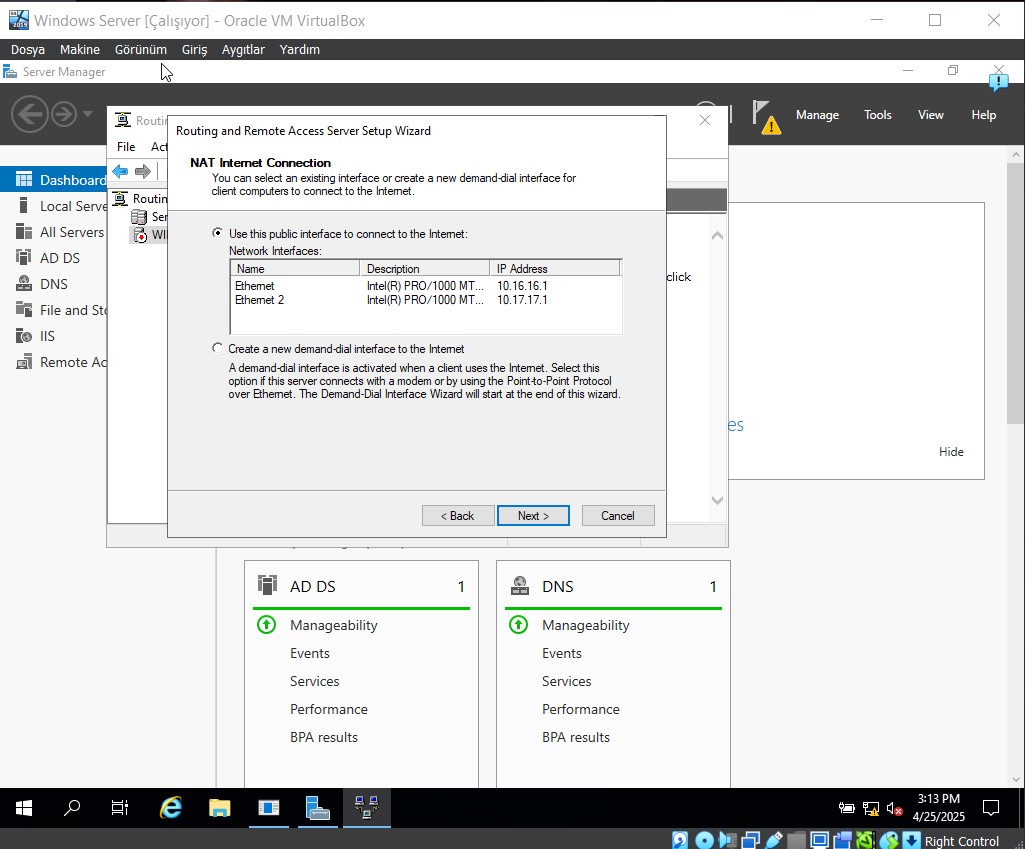 Windows Server [Çalışıyor] - Oracle VM VirtualBox
Dosya Makine Görünüm Giriş Aygıtlar Yardım
Server Manager
Manage Tools View Help
Routin
File Act
Routing and Remote Access Server Setup Wizard
NAT Internet Connection
You can select an existing interface or create a new demand-dial interface for
client computers to connect to the Internet.
Dashboard
Local Serve
All Servers
AD DS
DNS
File and Sto
IIS
Remote Ac
Routin
Ser
WI
Use this public interface to connect to the Internet:
Network Interfaces:
Name Description IP Address
Ethernet Intel(R) PRO/1000 MT... 10.16.16.1
Ethernet 2 Intel(R) PRO/1000 MT... 10.17.17.1
Create a new demand-dial interface to the Internet
A demand-dial interface is activated when a client uses the Internet. Select this
option if this server connects with a modem or by using the Point-to-Point Protocol
over Ethernet. The Demand-Dial Interface Wizard will start at the end of this wizard.
< Back Next > Cancel
click
es
Hide
AD DS 1
Manageability
Events
Services
Performance
BPA results
DNS 1
Manageability
Events
Services
Performance
BPA results
3:13 PM
4/25/2025
Right Control